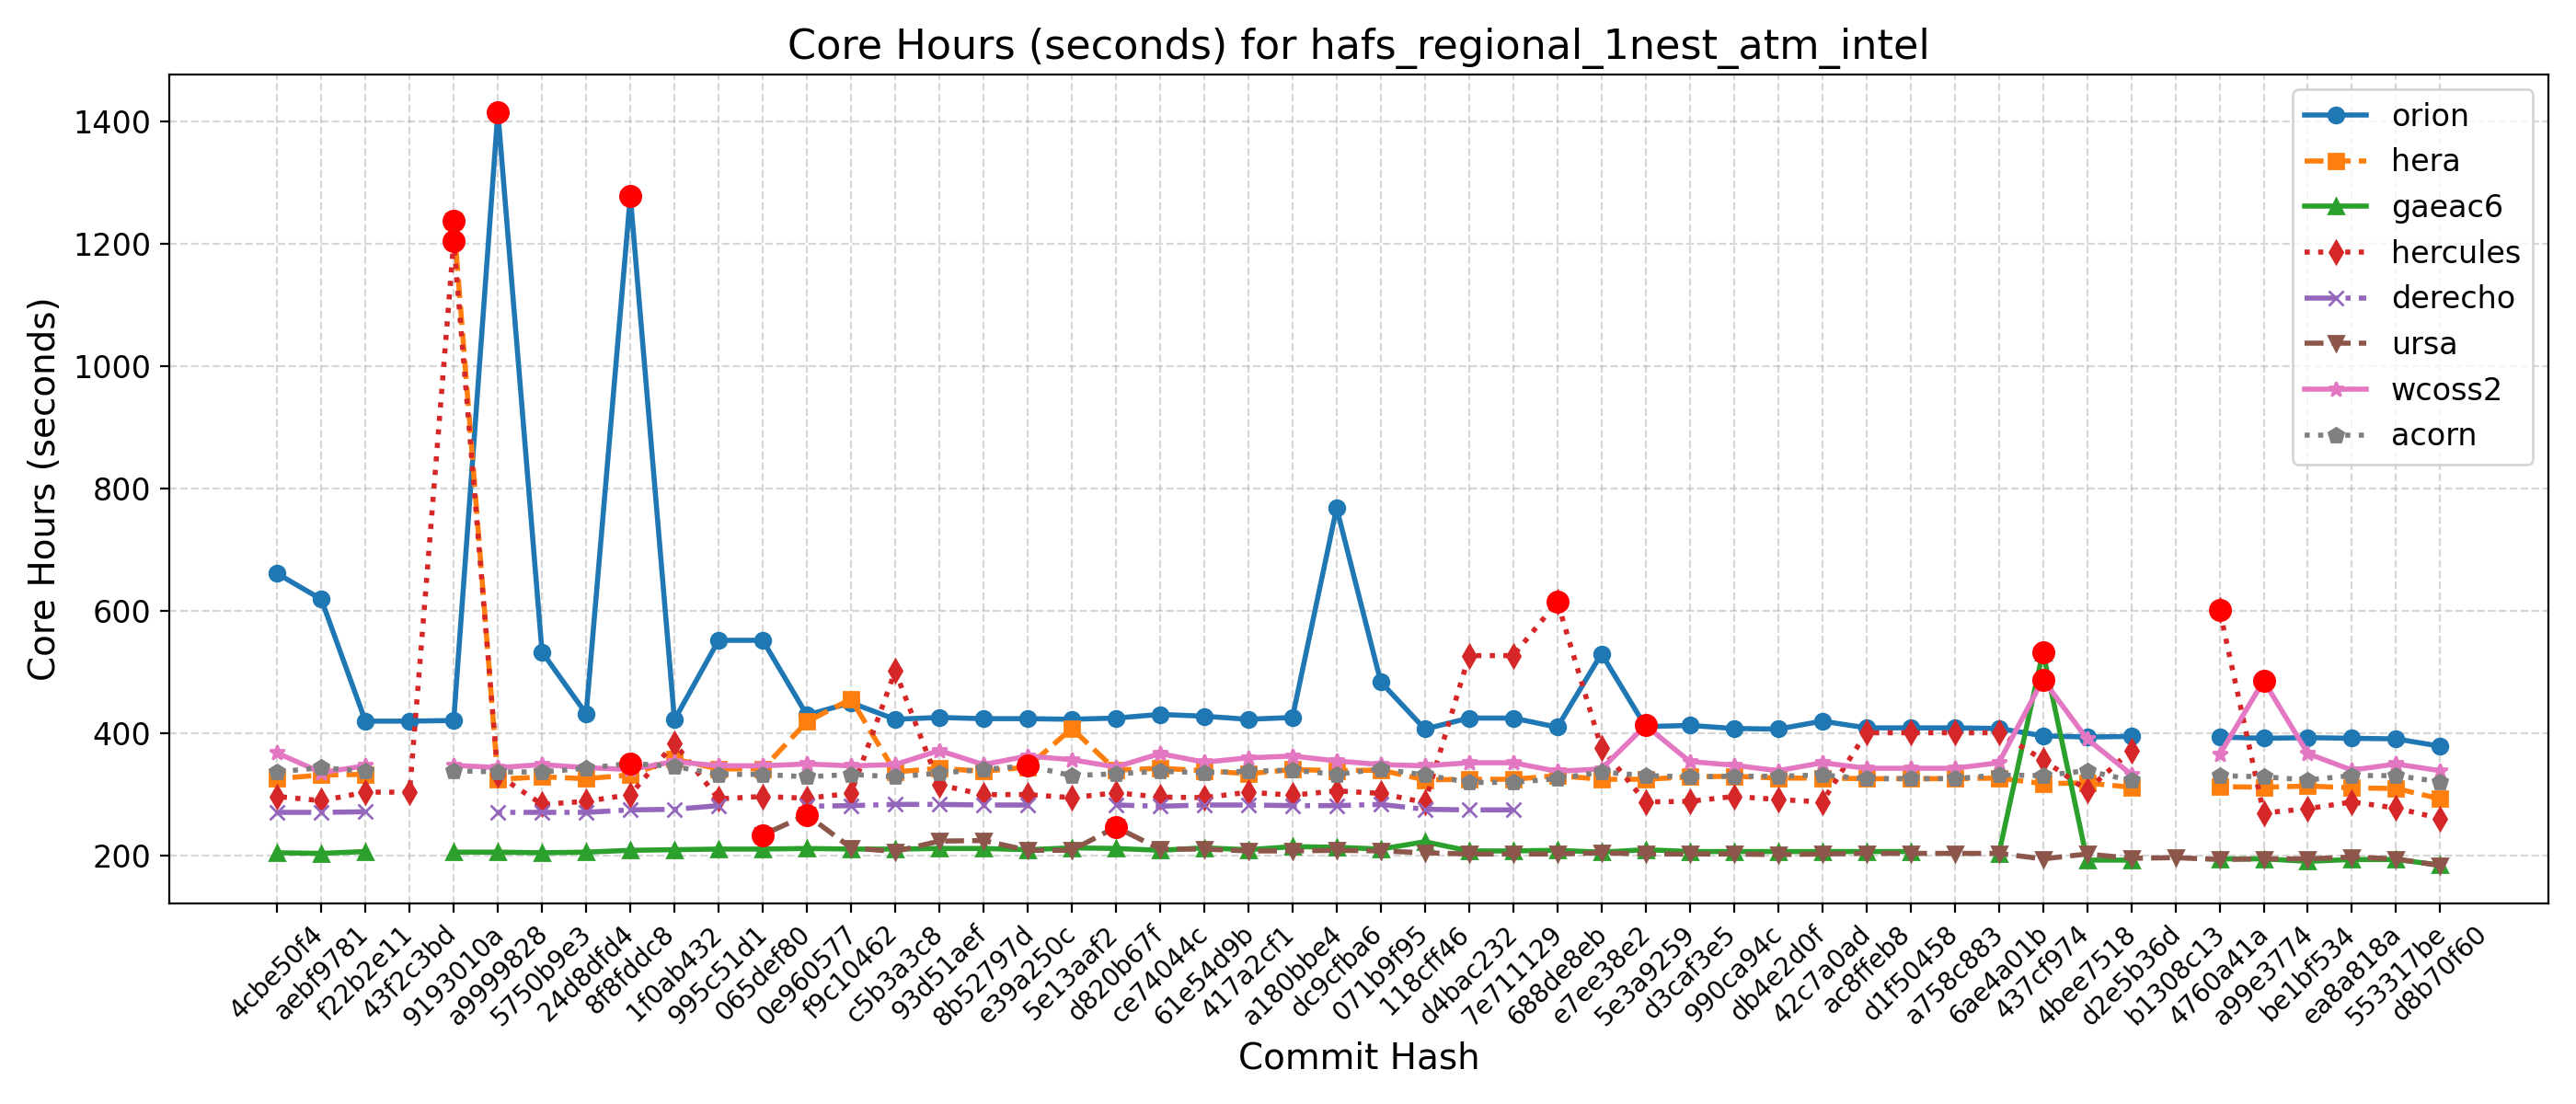 Core Hours (seconds) for hafs_regional_1nest_atm_intel
Core Hours (seconds)
1400
1200
1000
800
600
400
200
orion
hera
gaeac6
hercules
derecho
ursa
wcoss2
acorn
4cbe50f4
aebf9781
f22b2e11
43f2c3bd
9193010a
a9999828
5750b9e3
24d8dfd4
8f8fddc8
1f0ab432
995c51d1
065def80
0e960577
f9c10462
c5b3a3c8
93d51aef
8b52797d
e39a250c
5e13aaf2
d820b67f
ce74044c
61e54d9b
417a2cf1
a180bbe4
dc9cfba6
071b9f95
118cff46
d4bac232
7e711129
688de8eb
e7ee38e2
5e3a9259
d3caf3e5
990ca94c
db4e2d0f
42c7a0ad
ac8ffeb8
d1f50458
a758c883
6ae4a01b
437cf974
4bee7518
d2e5b36d
b1308c13
4760a41a
a99e3774
be1bf534
ea8a818a
553317be
d8b70f60
Commit Hash